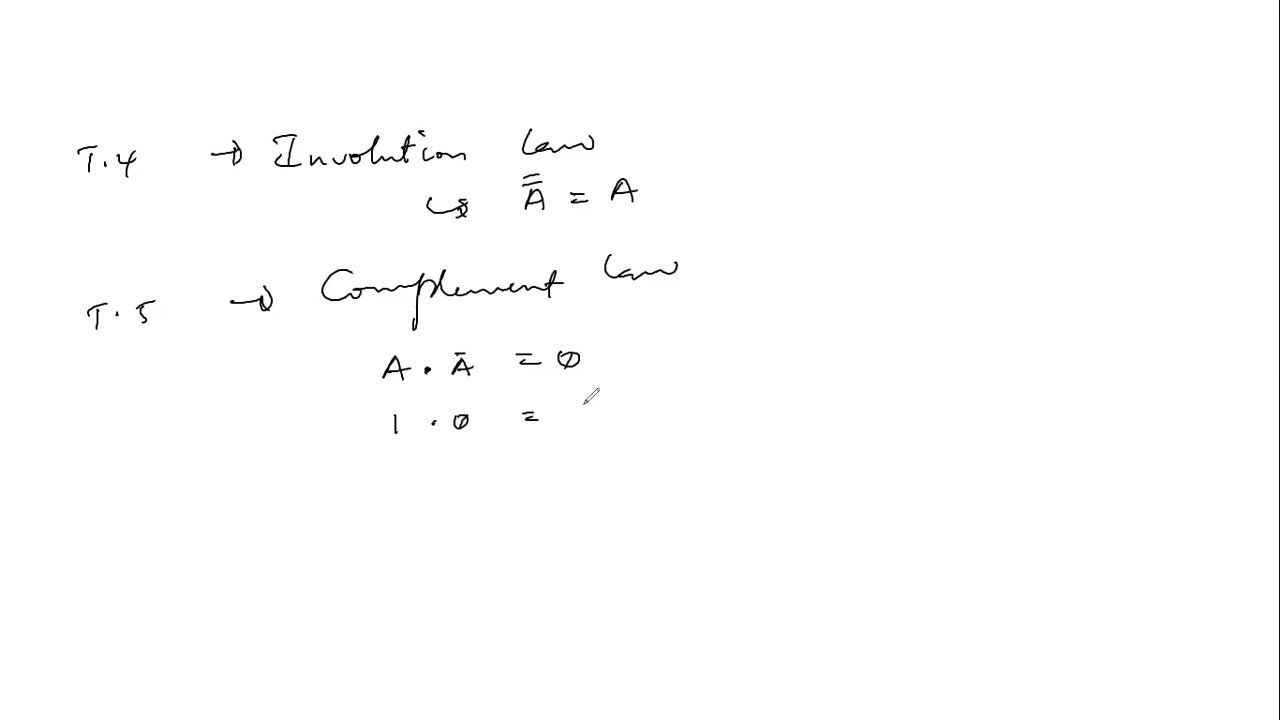 T.4 → Involution law
↪ A̿ = A
T.5 → Complement law
A . Ā = 0
1 . 0 =